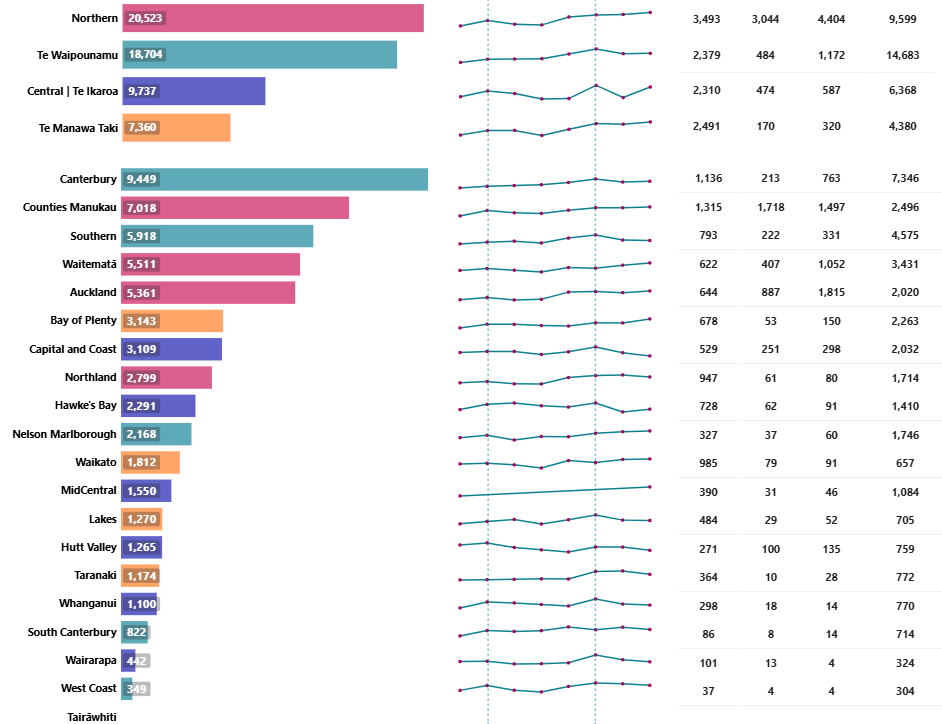 Northern 20,523 3,493 3,044 4,404 9,599
Te Waipounamu 18,704 2,379 484 1,172 14,683
Central | Te Ikaroa 9,737 2,310 474 587 6,368
Te Manawa Taki 7,360 2,491 170 320 4,380
Canterbury 9,449 1,136 213 763 7,346
Counties Manukau 7,018 1,315 1,718 1,497 2,496
Southern 5,918 793 222 331 4,575
Waitematā 5,511 622 407 1,052 3,431
Auckland 5,361 644 887 1,815 2,020
Bay of Plenty 3,143 678 53 150 2,263
Capital and Coast 3,109 529 251 298 2,032
Northland 2,799 947 61 80 1,714
Hawke's Bay 2,291 728 62 91 1,410
Nelson Marlborough 2,168 327 37 60 1,746
Waikato 1,812 985 79 91 657
MidCentral 1,550 390 31 46 1,084
Lakes 1,270 484 29 52 705
Hutt Valley 1,265 271 100 135 759
Taranaki 1,174 364 10 28 772
Whanganui 1,100 298 18 14 770
South Canterbury 822 86 8 14 714
Wairarapa 442 101 13 4 324
West Coast 349 37 4 4 304
Tairāwhiti